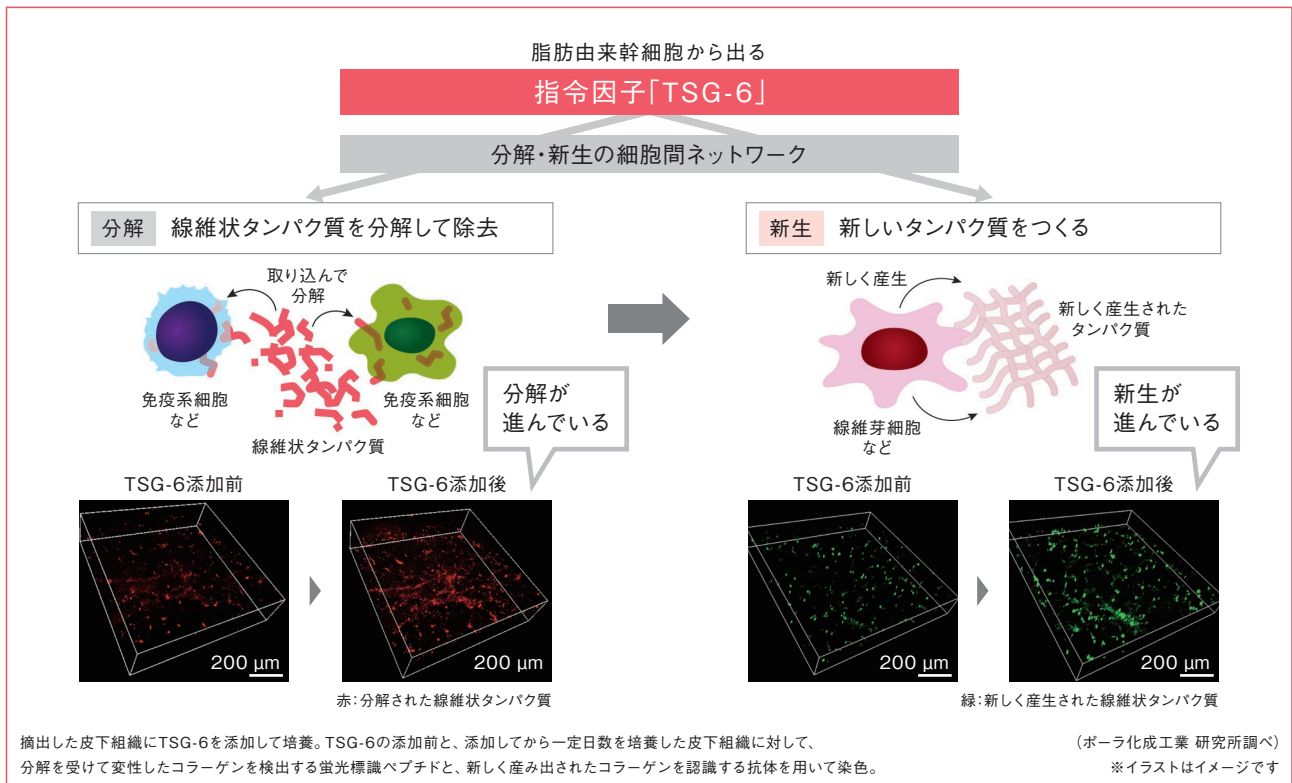 脂肪由来幹細胞から出る
指令因子「TSG-6」
分解・新生の細胞間ネットワーク
分解 線維状タンパク質を分解して除去
取り込んで
分解
免疫系細胞
など
線維状タンパク質
免疫系細胞
など
分解が
進んでいる
TSG-6添加前
TSG-6添加後
200 µm
200 µm
赤：分解された線維状タンパク質
新生 新しいタンパク質をつくる
新しく産生
新しく産生された
タンパク質
線維芽細胞
など
新生が
進んでいる
TSG-6添加前
TSG-6添加後
200 µm
200 µm
緑：新しく産生された線維状タンパク質
摘出した皮下組織にTSG-6を添加して培養。TSG-6の添加前と、添加してから一定日数を培養した皮下組織に対して、
分解を受けて変性したコラーゲンを検出する蛍光標識ペプチドと、新しく産み出されたコラーゲンを認識する抗体を用いて染色。
（ポーラ化成工業 研究所調べ）
※イラストはイメージです